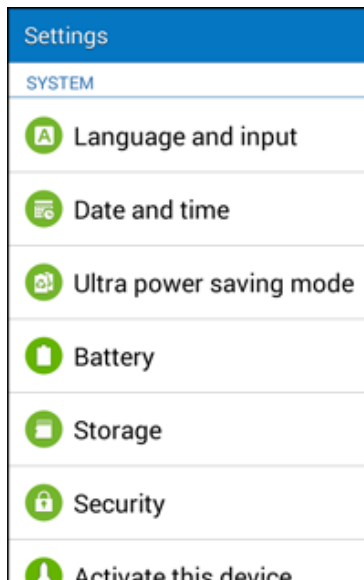 Settings
SYSTEM
A Language and input
Date and time
Ultra power saving mode
Battery
Storage
Security
Activate this device